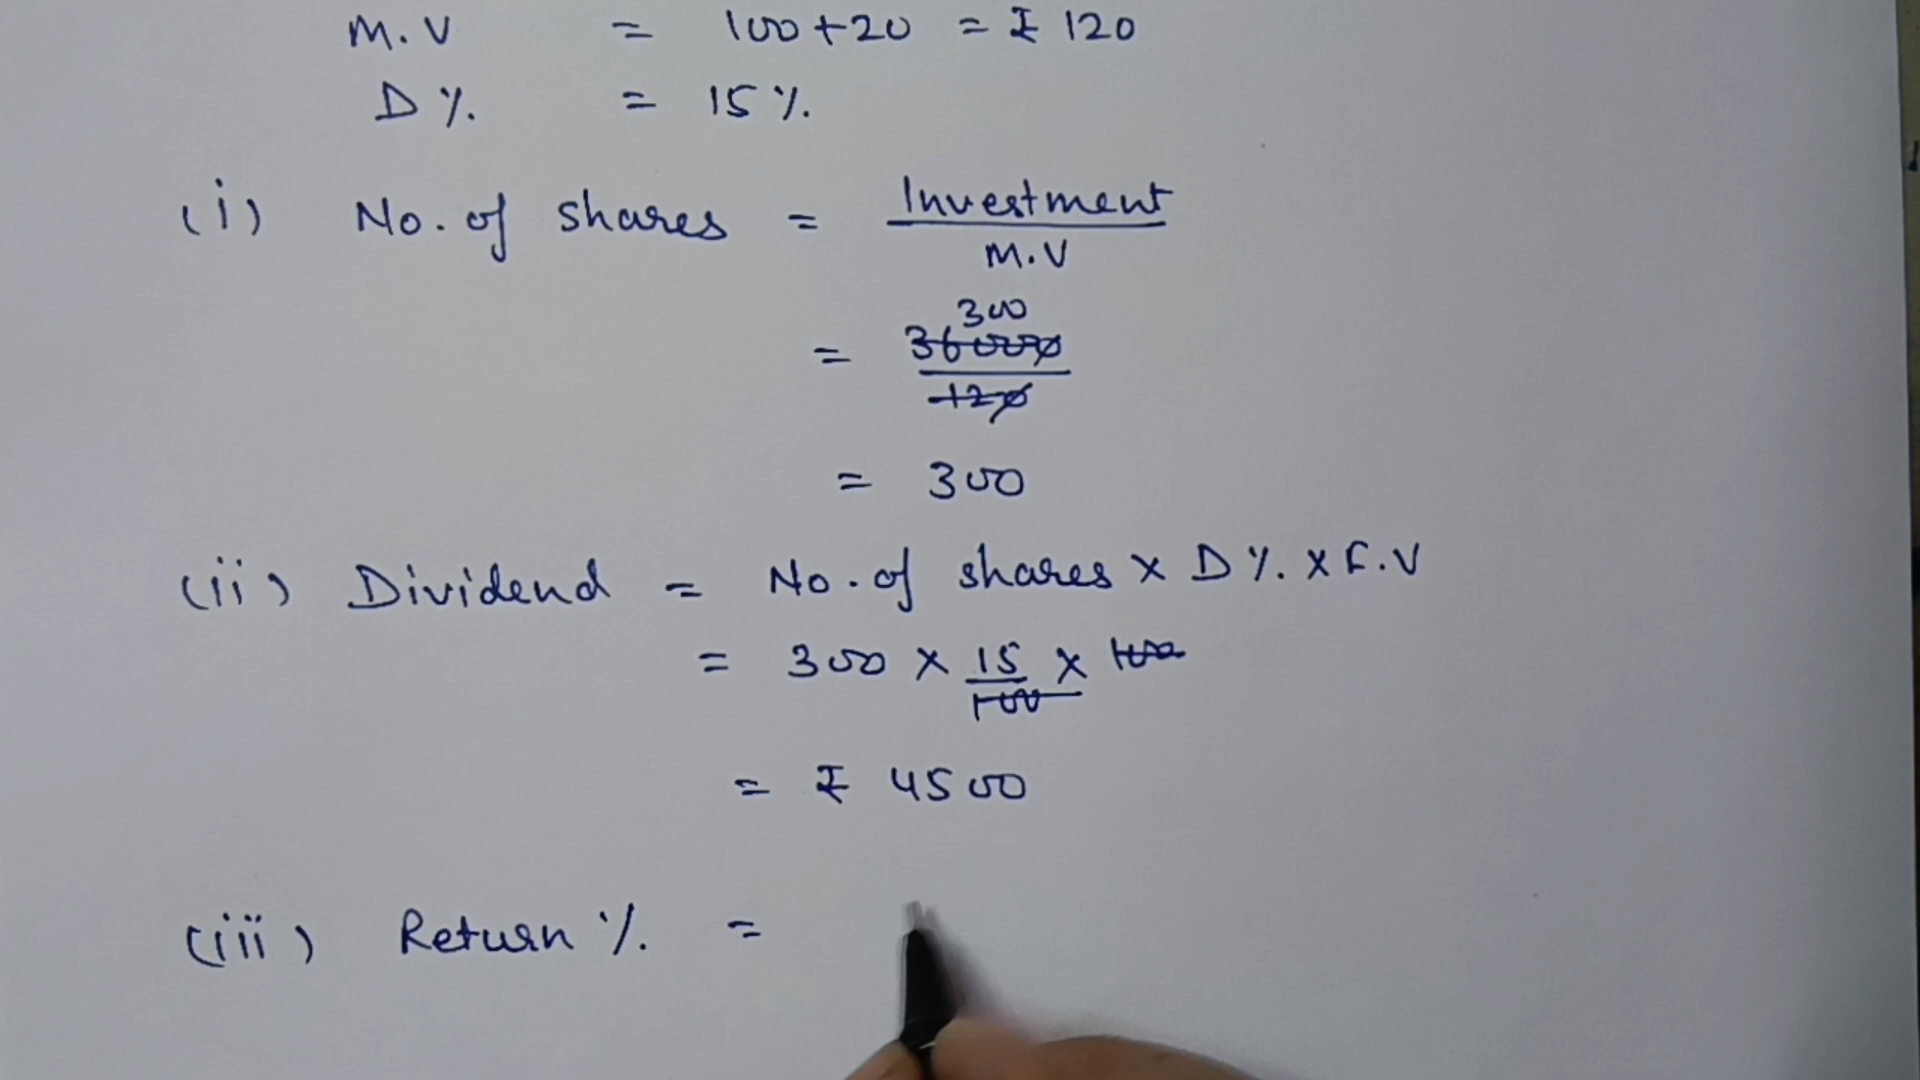 M.V = 100+20 = ₹ 120
D % = 15 %
(i) No. of shares = Investment
M.V
300
= 36000
120
= 300
(ii) Dividend = No. of shares × D % × F.V
= 300 × 15 × 100
100
= ₹ 4500
(iii) Return % =